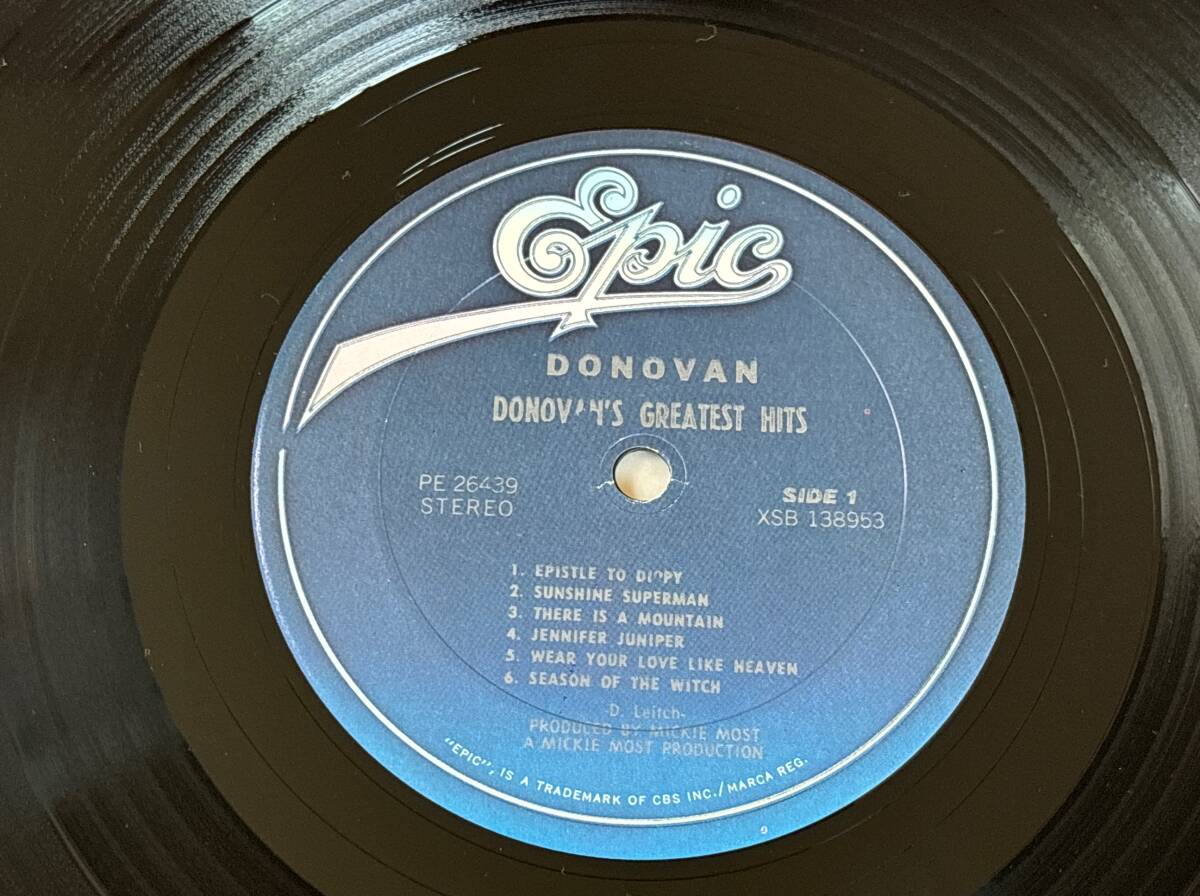 Epic
DONOVAN
DONOVAN'S GREATEST HITS
PE 26439
STEREO
SIDE 1
XSB 138953
1. EPISTLE TO DIPPY
2. SUNSHINE SUPERMAN
3. THERE IS A MOUNTAIN
4. JENNIFER JUNIPER
5. WEAR YOUR LOVE LIKE HEAVEN
6. SEASON OF THE WITCH
-D. Leitch-
PRODUCED BY MICKIE MOST
A MICKIE MOST PRODUCTION
"EPIC", IS A TRADEMARK OF CBS INC./MARCA REG.
9